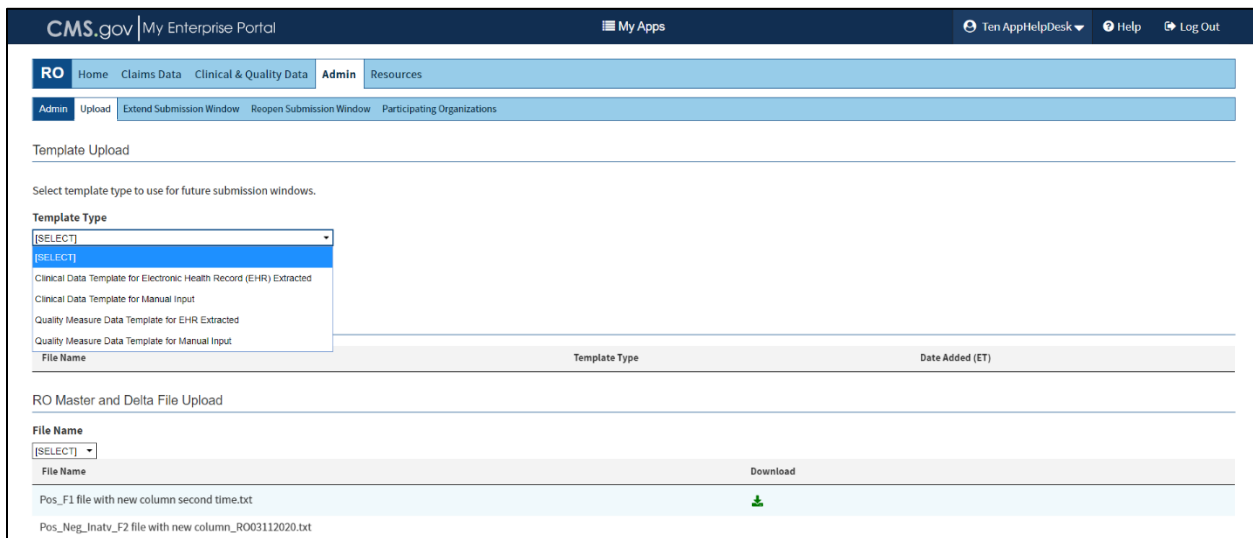 CMS.gov My Enterprise Portal My Apps Ten AppHelpDesk Help Log Out
RO Home Claims Data Clinical & Quality Data Admin Resources
Admin Upload Extend Submission Window Reopen Submission Window Participating Organizations
Template Upload
Select template type to use for future submission windows.
Template Type
[SELECT]
[SELECT]
Clinical Data Template for Electronic Health Record (EHR) Extracted
Clinical Data Template for Manual Input
Quality Measure Data Template for EHR Extracted
Quality Measure Data Template for Manual Input
File Name Template Type Date Added (ET)
RO Master and Delta File Upload
File Name
[SELECT]
File Name Download
Pos_F1 file with new column second time.txt
Pos_Neg_Inatv_F2 file with new column_RO03112020.txt